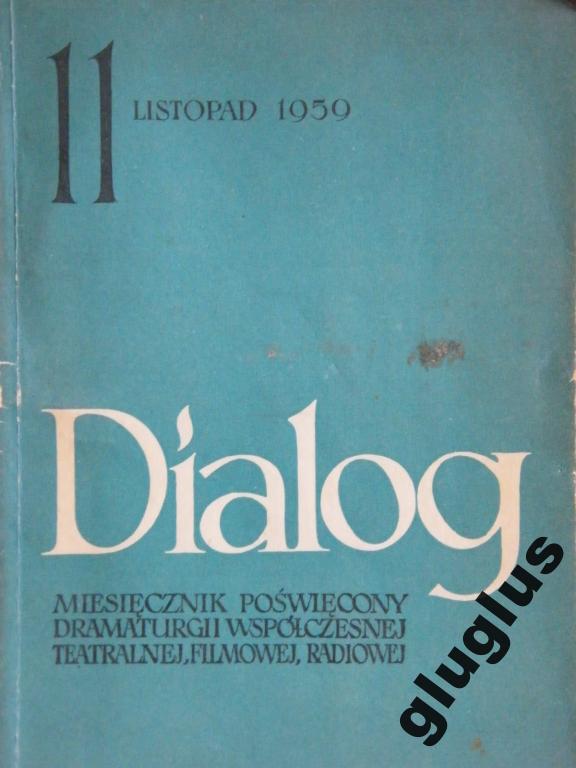 11
LISTOPAD 1959
Dialog
MIESIĘCZNIK POŚWIĘCONY
DRAMATURGII WSPÓŁCZESNEJ
TEATRALNEJ, FILMOWEJ, RADIOWEJ
gluglus